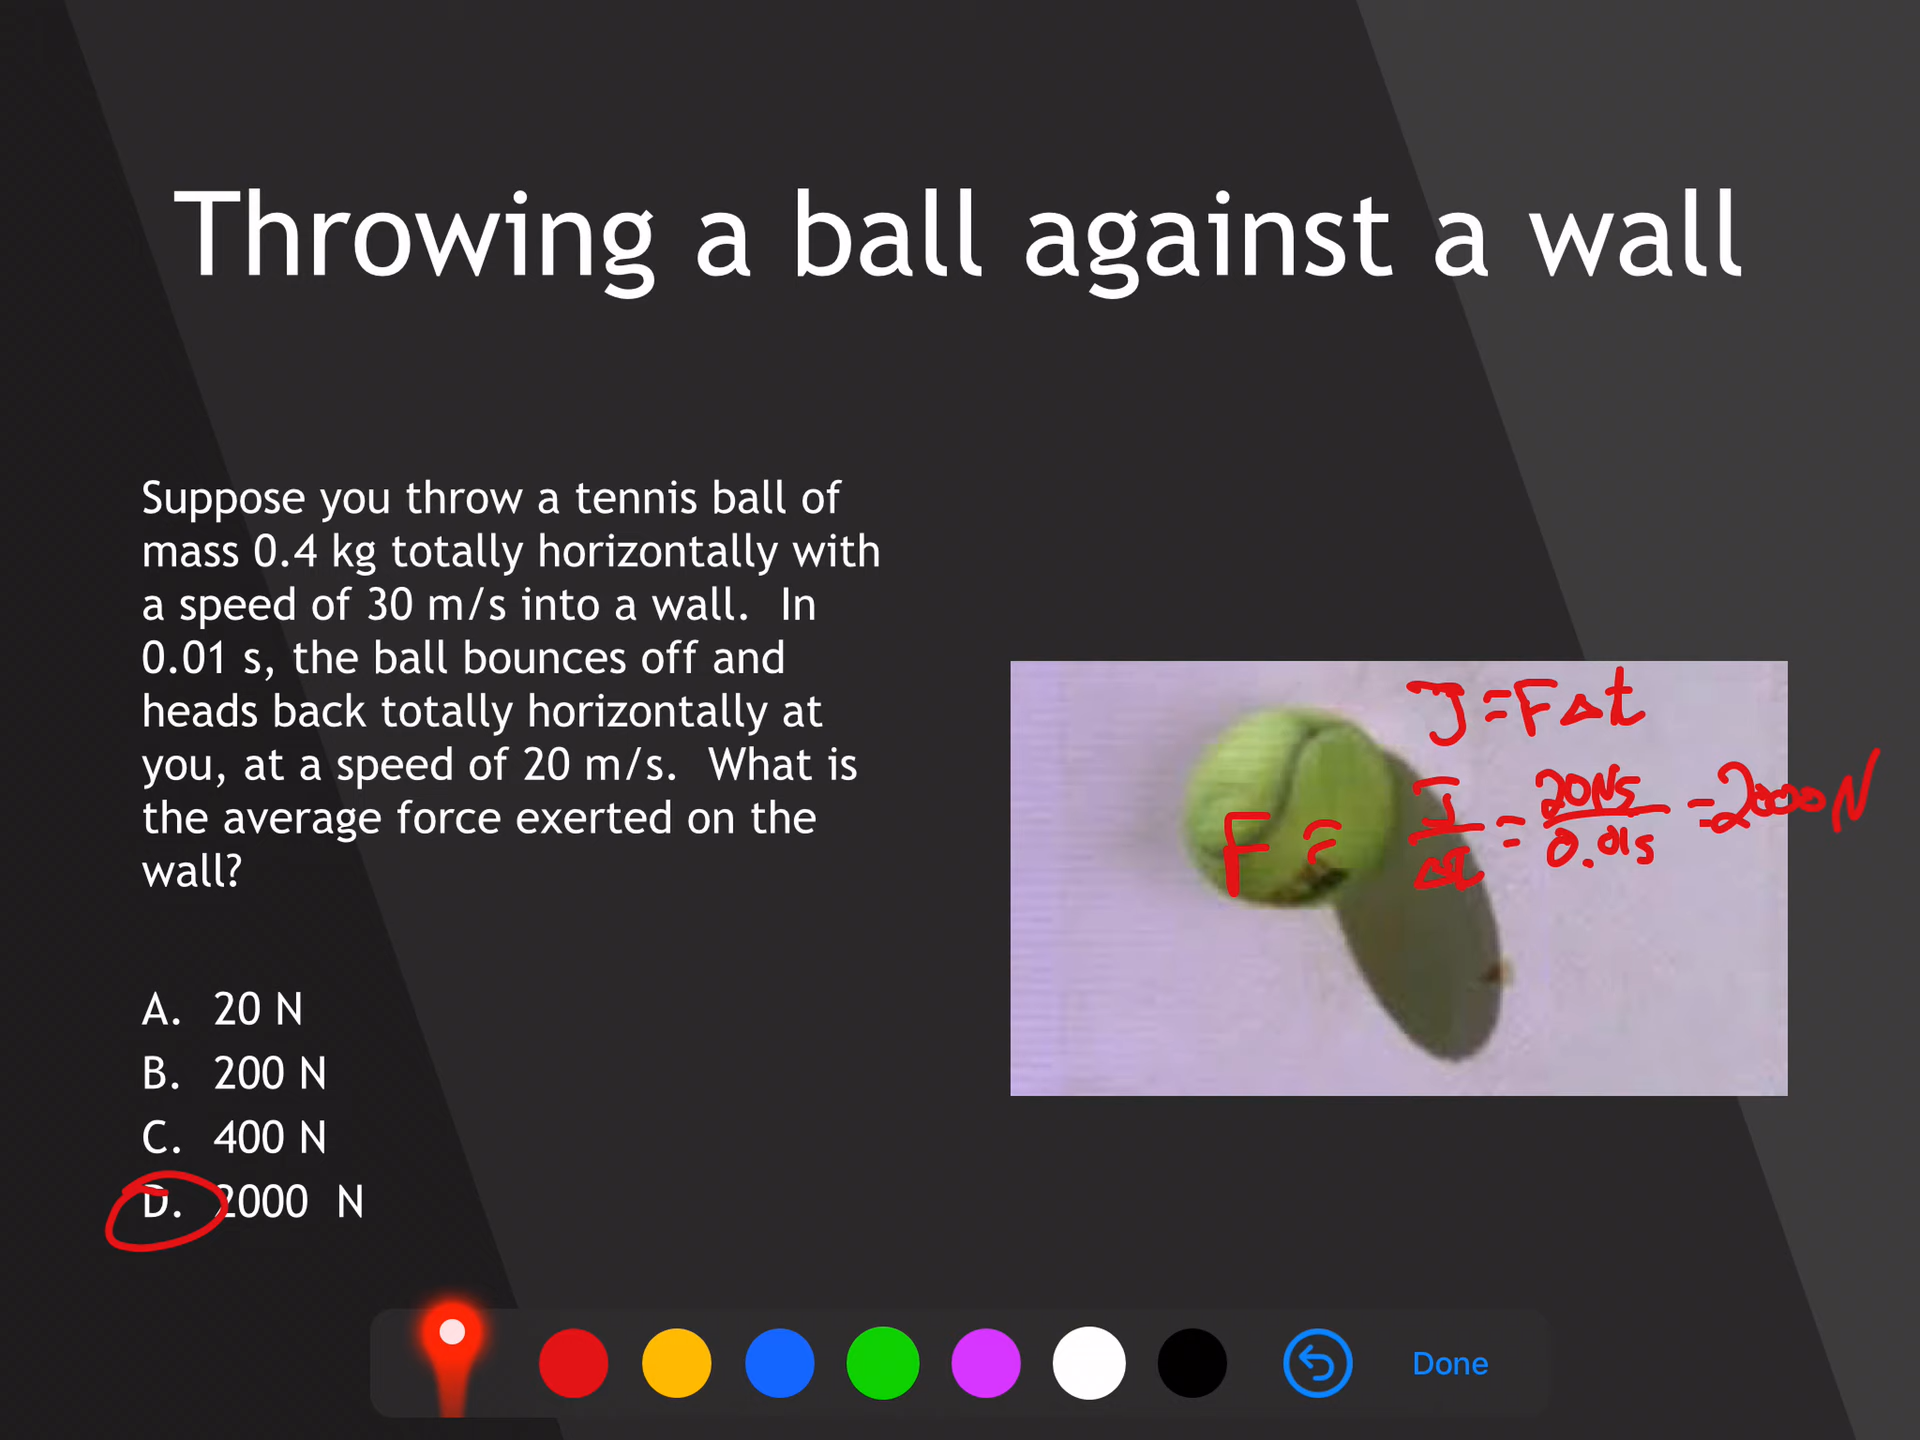 Throwing a ball against a wall
Suppose you throw a tennis ball of
mass 0.4 kg totally horizontally with
a speed of 30 m/s into a wall.  In
0.01 s, the ball bounces off and
heads back totally horizontally at
you, at a speed of 20 m/s.  What is
the average force exerted on the
wall?
A. 20 N
B. 200 N
C. 400 N
D. 2000 N
J = F Δt
F = J/Δt = 20Ns/0.01s = 2000 N
Done